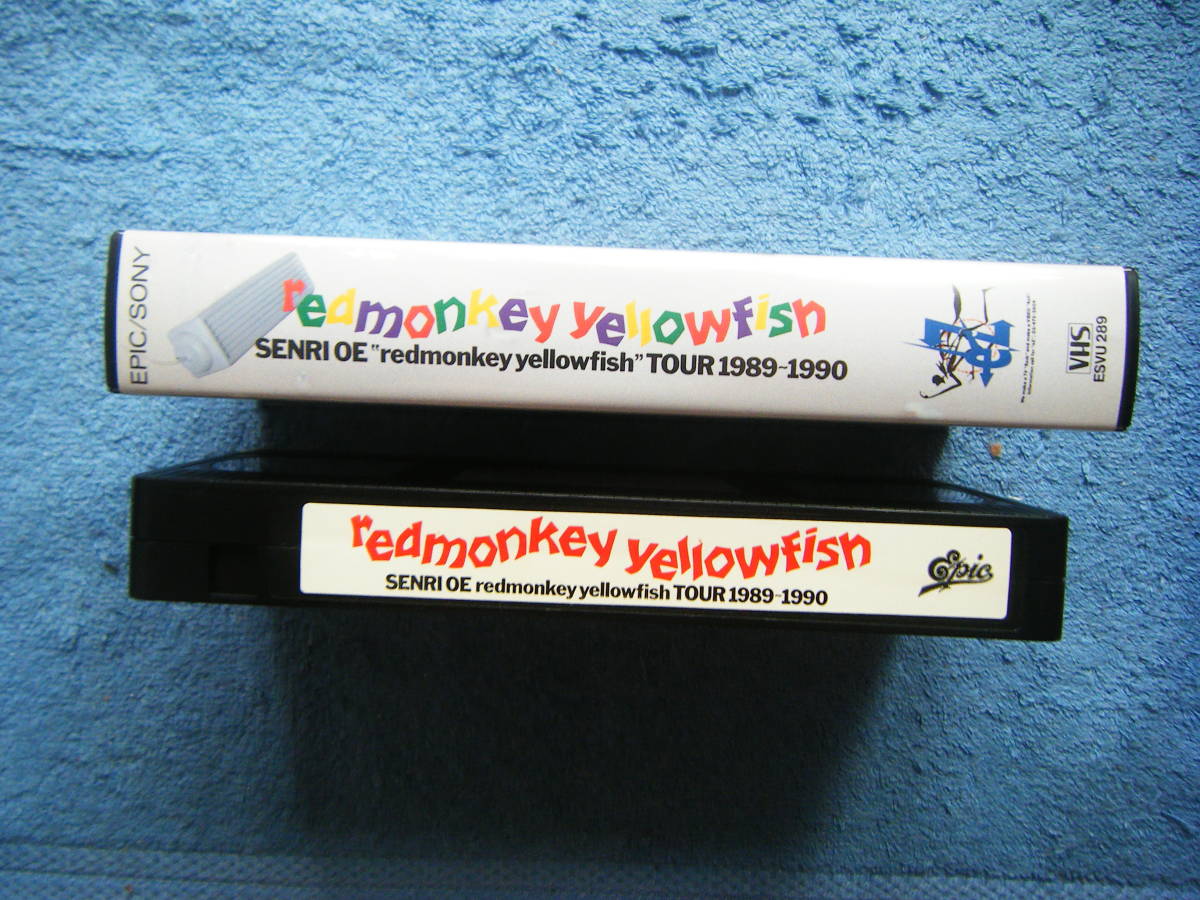 EPIC/SONY
redmonkey yellowfish
SENRI OE "redmonkey yellowfish" TOUR 1989~1990
VHS
ESVU 289
redmonkey yellowfish
SENRI OE redmonkey yellowfish TOUR 1989~1990
Epic